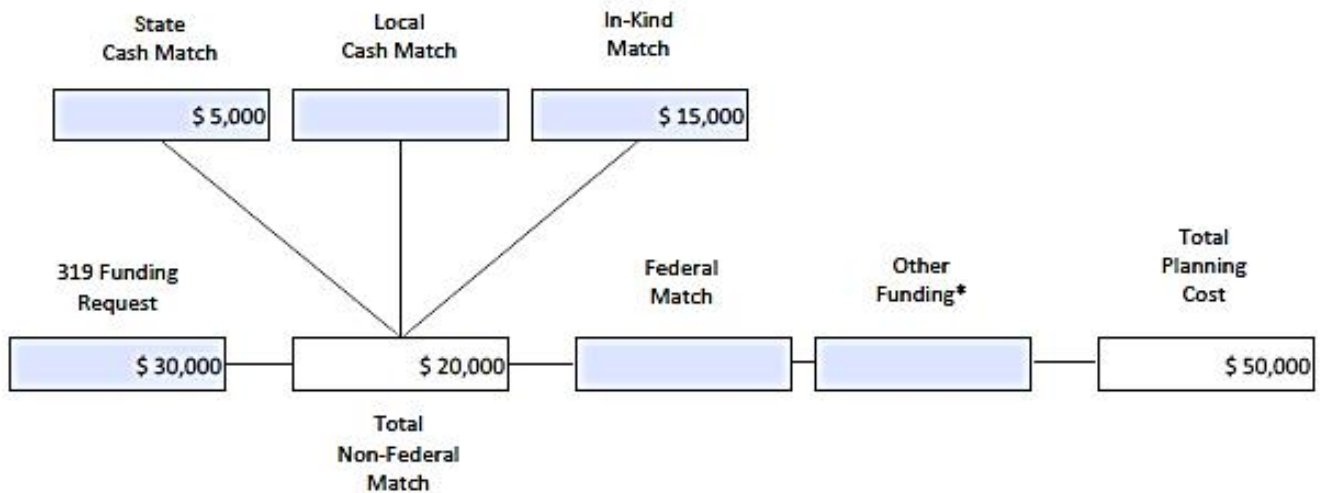 State
Cash Match
Local
Cash Match
In-Kind
Match
$ 5,000
$ 15,000
319 Funding
Request
Federal
Match
Other
Funding*
Total
Planning
Cost
$ 30,000
$ 20,000
$ 50,000
Total
Non-Federal
Match